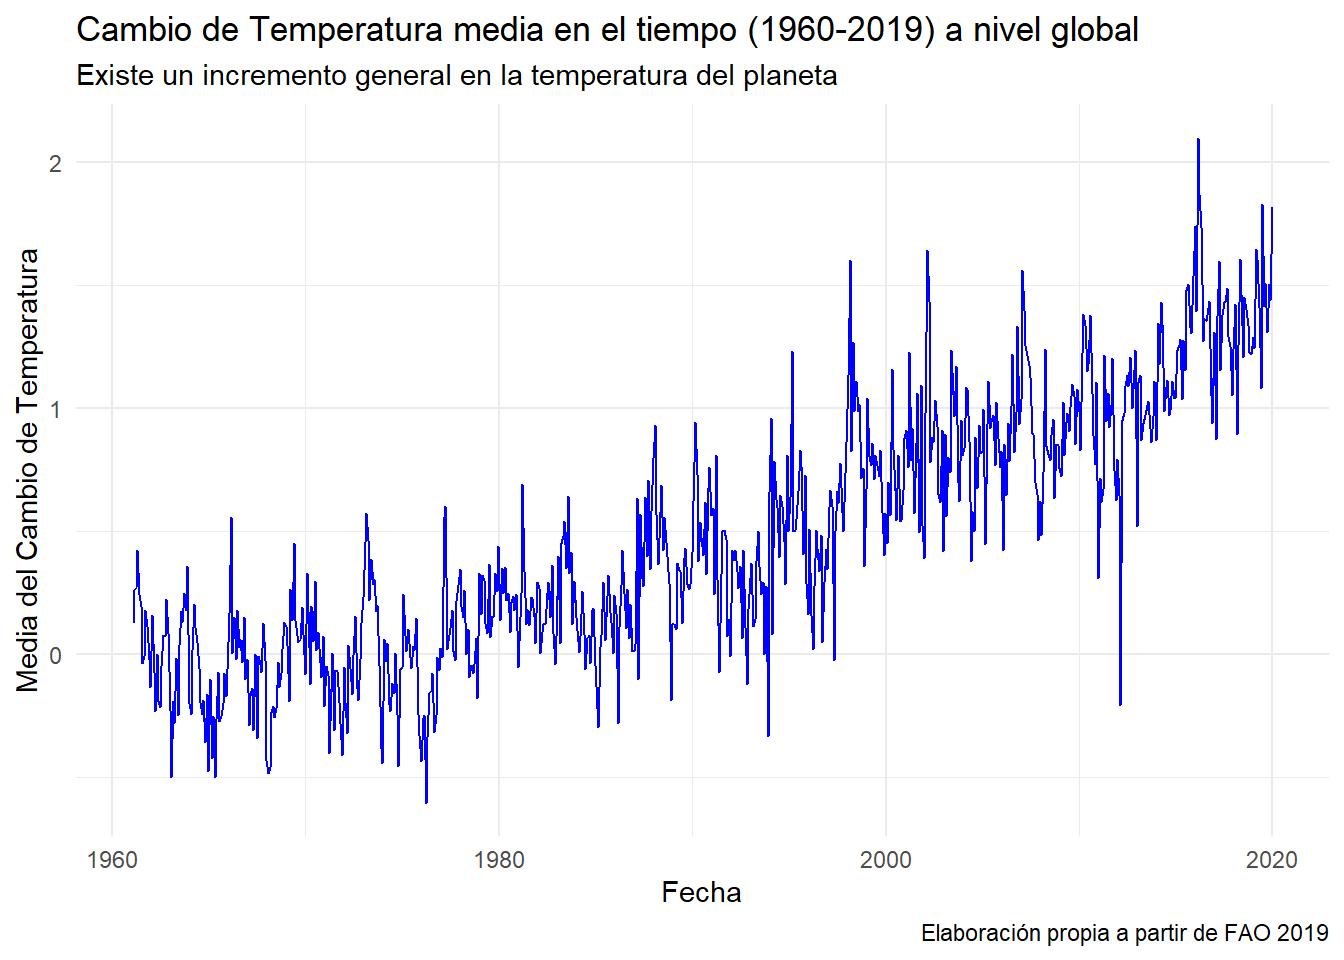 Cambio de Temperatura media en el tiempo (1960-2019) a nivel global
Existe un incremento general en la temperatura del planeta
Media del Cambio de Temperatura
2
1
0
1960
1980
2000
2020
Fecha
Elaboración propia a partir de FAO 2019